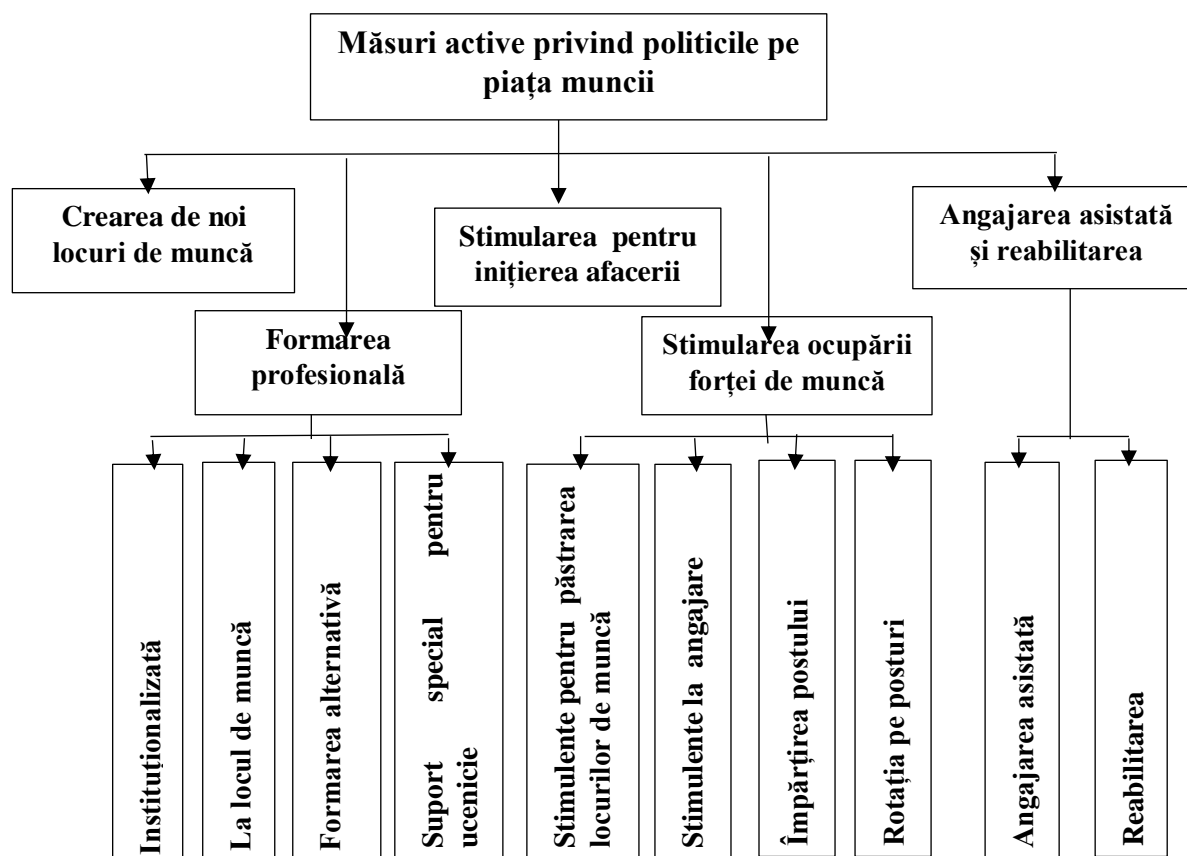 Măsuri active privind politicile pe
piața muncii
Crearea de noi
locuri de muncă
Stimularea pentru
inițierea afacerii
Angajarea asistată
și reabilitarea
Formarea
profesională
Stimularea ocupării
forței de muncă
Instituționalizată
La locul de muncă
Formarea alternativă
Suport special pentru
ucenicie
Stimulente pentru păstrarea
locurilor de muncă
Stimulente la angajare
Împărțirea postului
Rotația pe posturi
Angajarea asistată
Reabilitarea